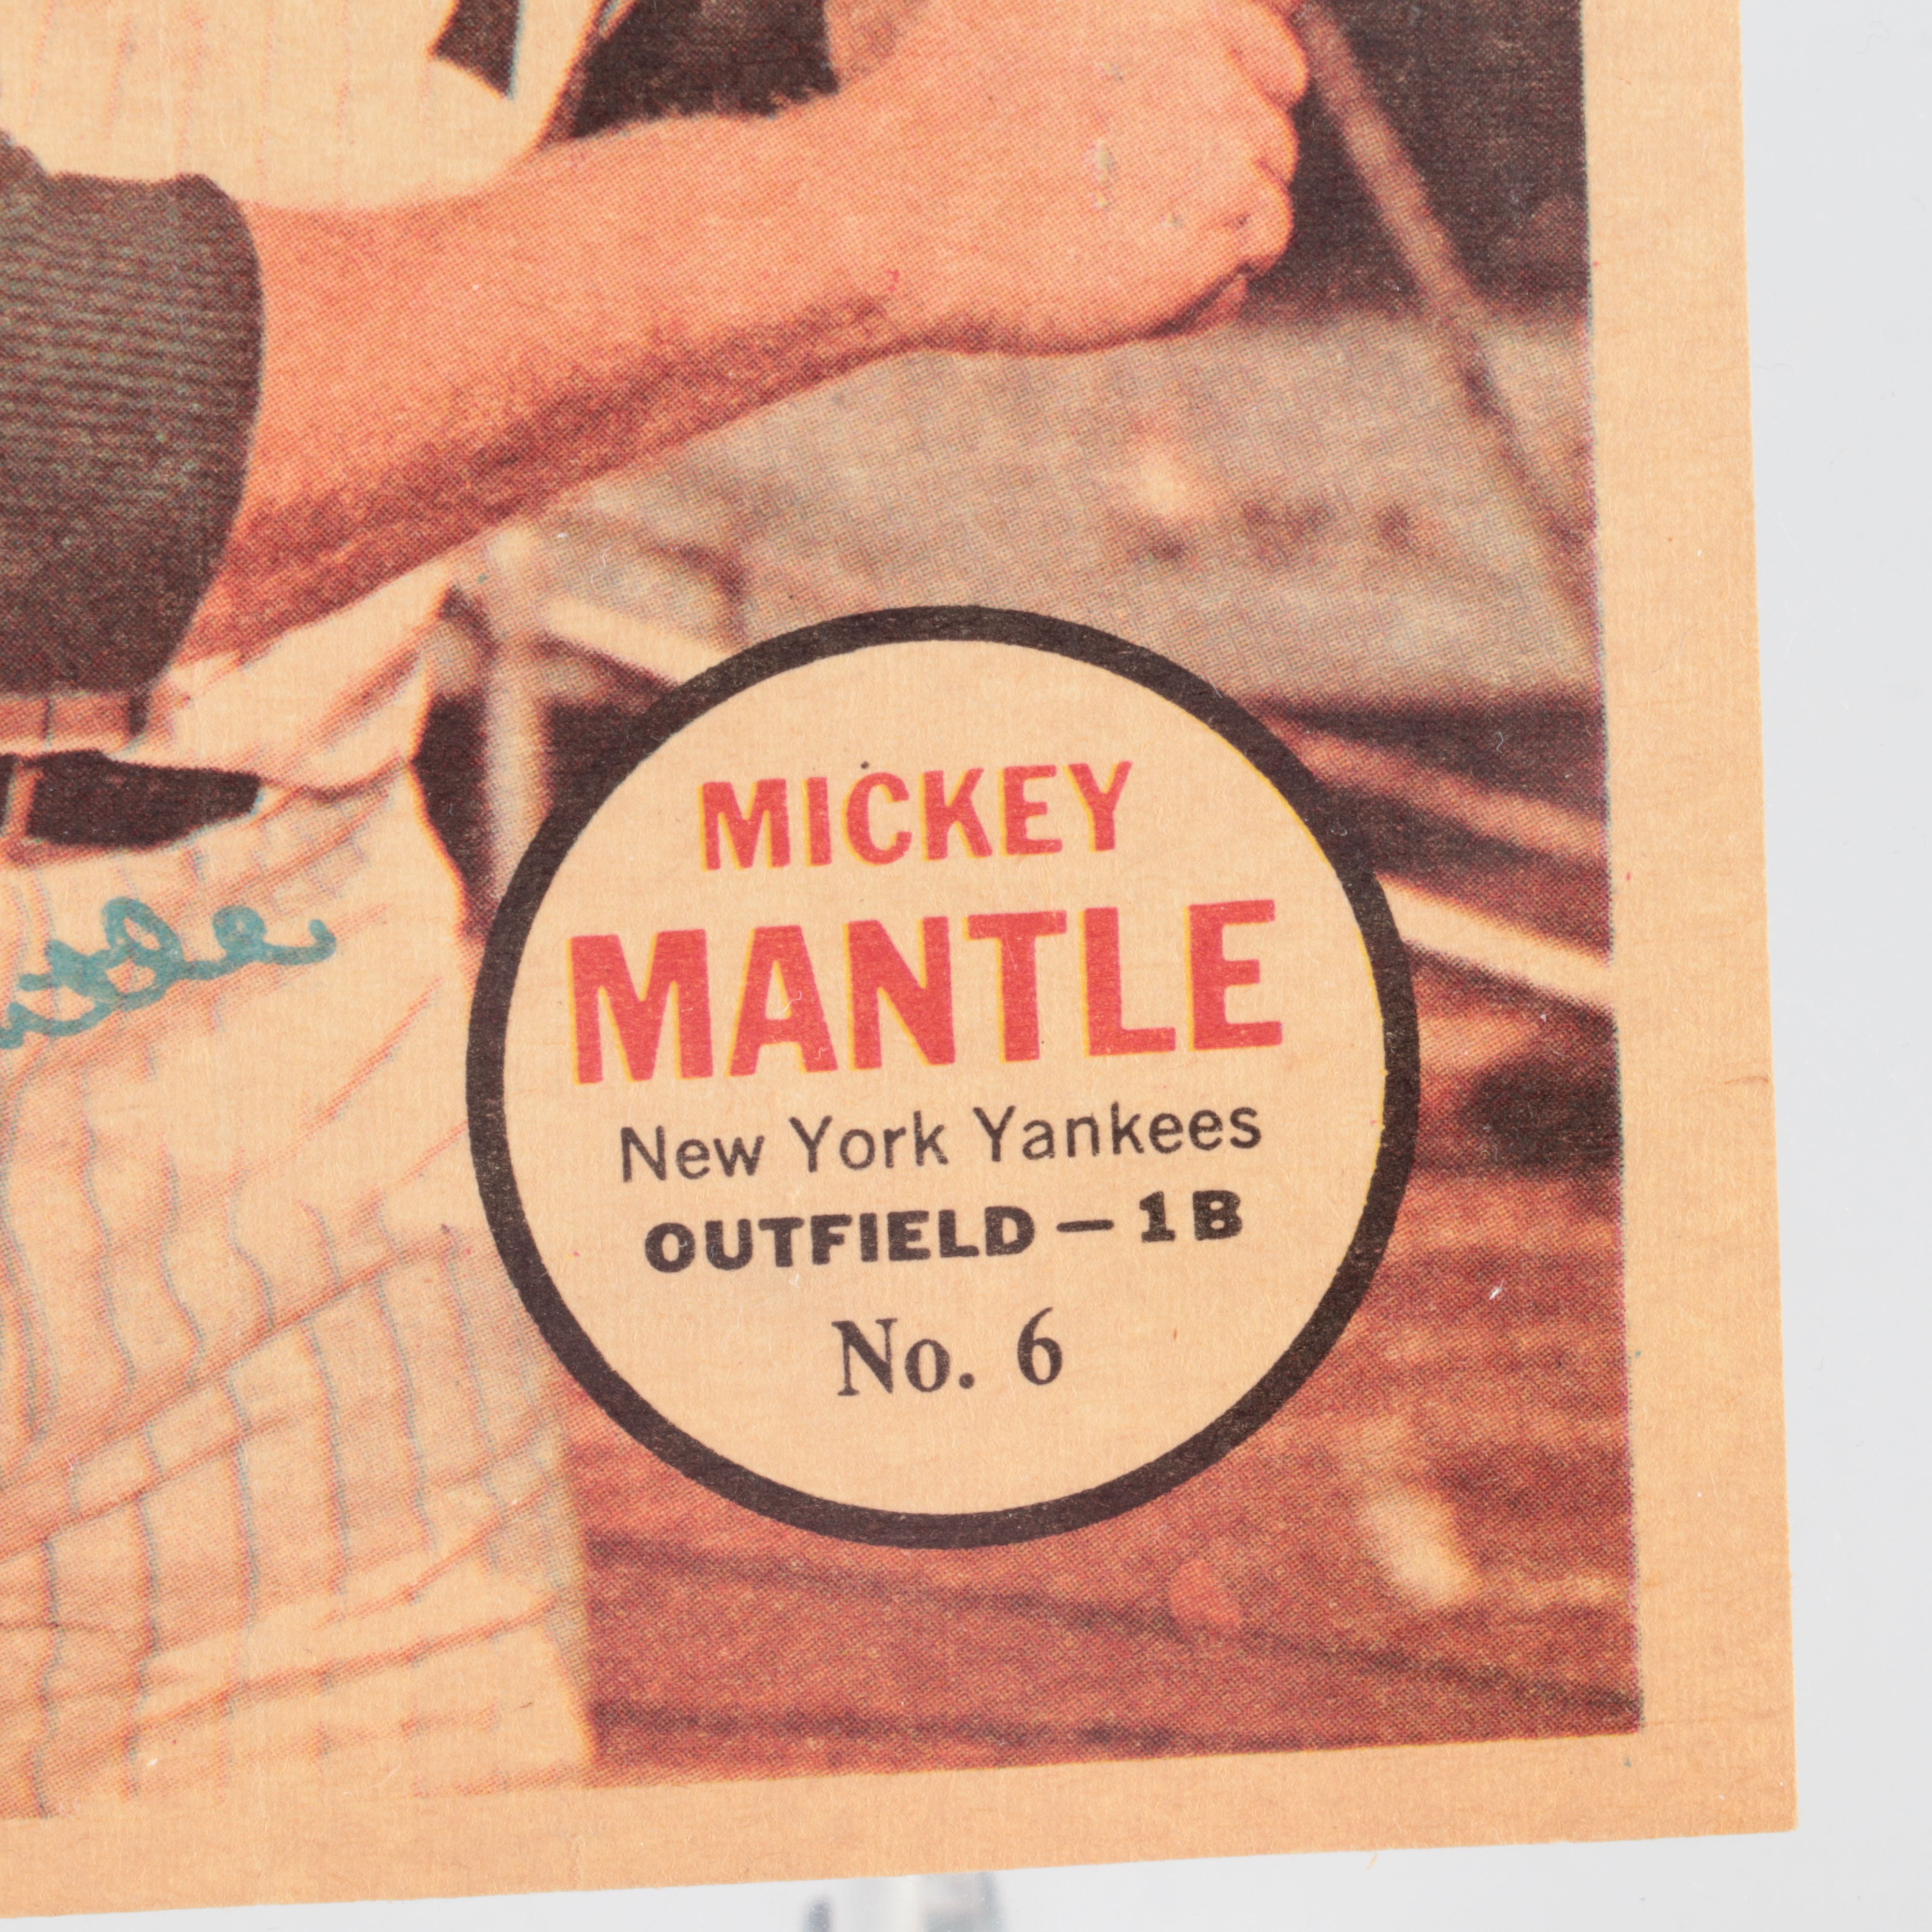 MICKEY
MANTLE
New York Yankees
OUTFIELD — 1B
No. 6